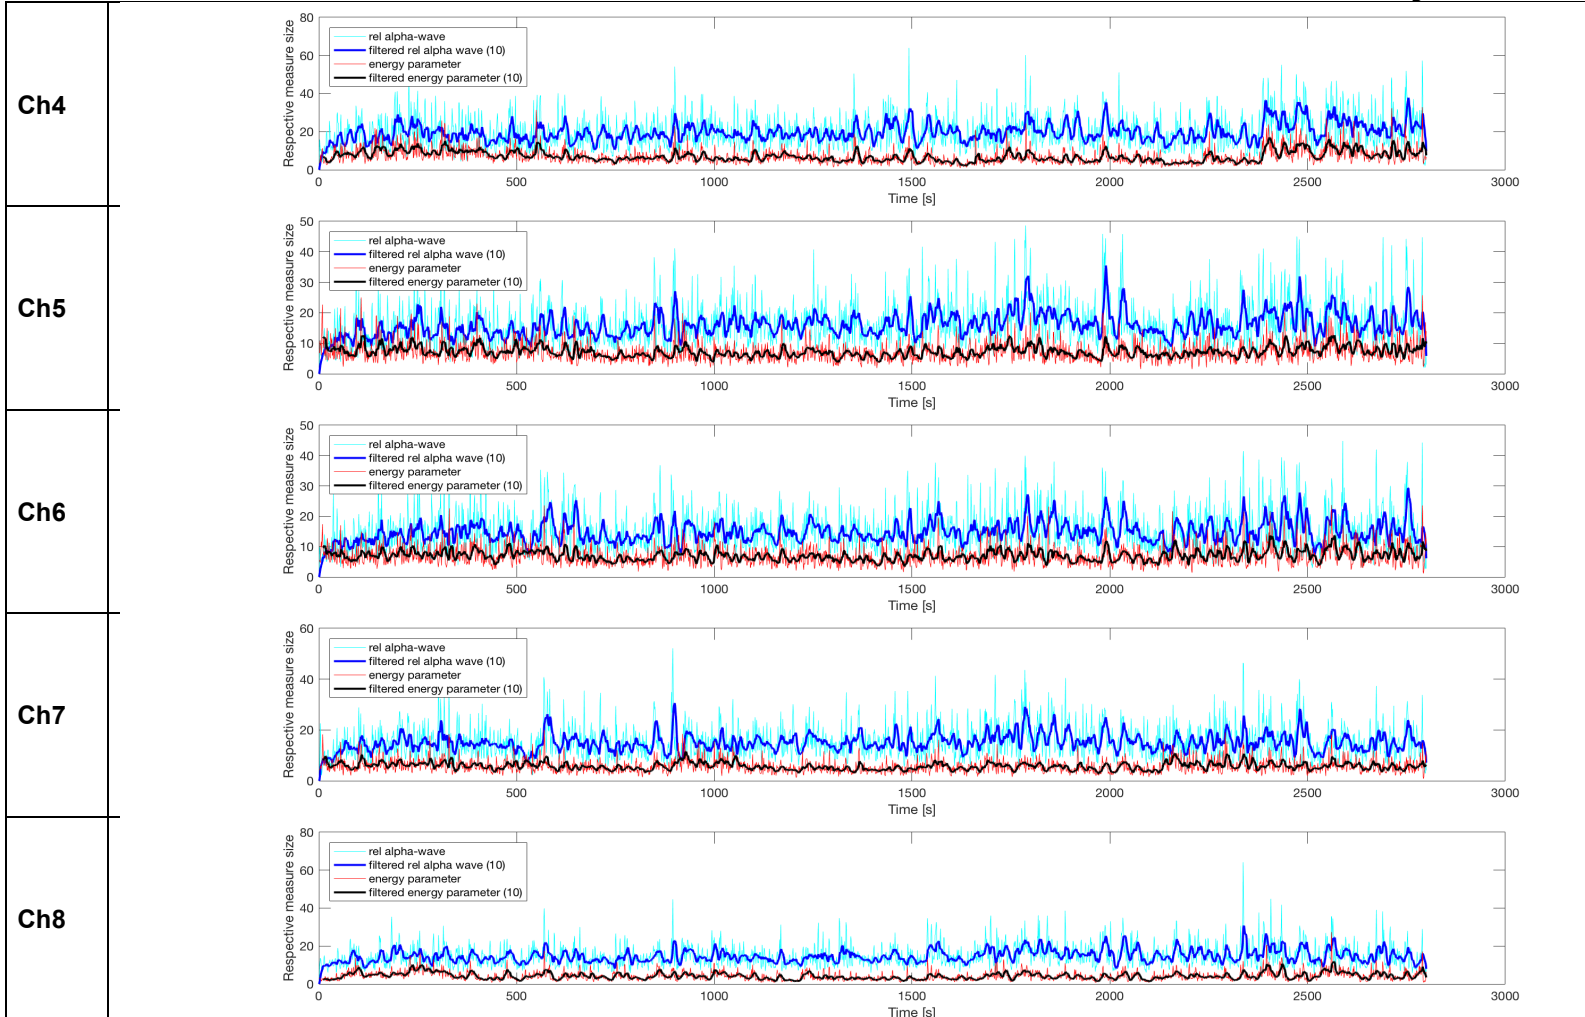 Ch4
Respective measure size
80
60
40
20
0
rel alpha-wave
filtered rel alpha wave (10)
energy parameter
filtered energy parameter (10)
0 500 1000 1500 2000 2500 3000
Time [s]
Ch5
Respective measure size
50
40
30
20
10
0
rel alpha-wave
filtered rel alpha wave (10)
energy parameter
filtered energy parameter (10)
0 500 1000 1500 2000 2500 3000
Time [s]
Ch6
Respective measure size
50
40
30
20
10
0
rel alpha-wave
filtered rel alpha wave (10)
energy parameter
filtered energy parameter (10)
0 500 1000 1500 2000 2500 3000
Time [s]
Ch7
Respective measure size
60
40
20
0
rel alpha-wave
filtered rel alpha wave (10)
energy parameter
filtered energy parameter (10)
0 500 1000 1500 2000 2500 3000
Time [s]
Ch8
Respective measure size
80
60
40
20
0
rel alpha-wave
filtered rel alpha wave (10)
energy parameter
filtered energy parameter (10)
0 500 1000 1500 2000 2500 3000
Time [s]